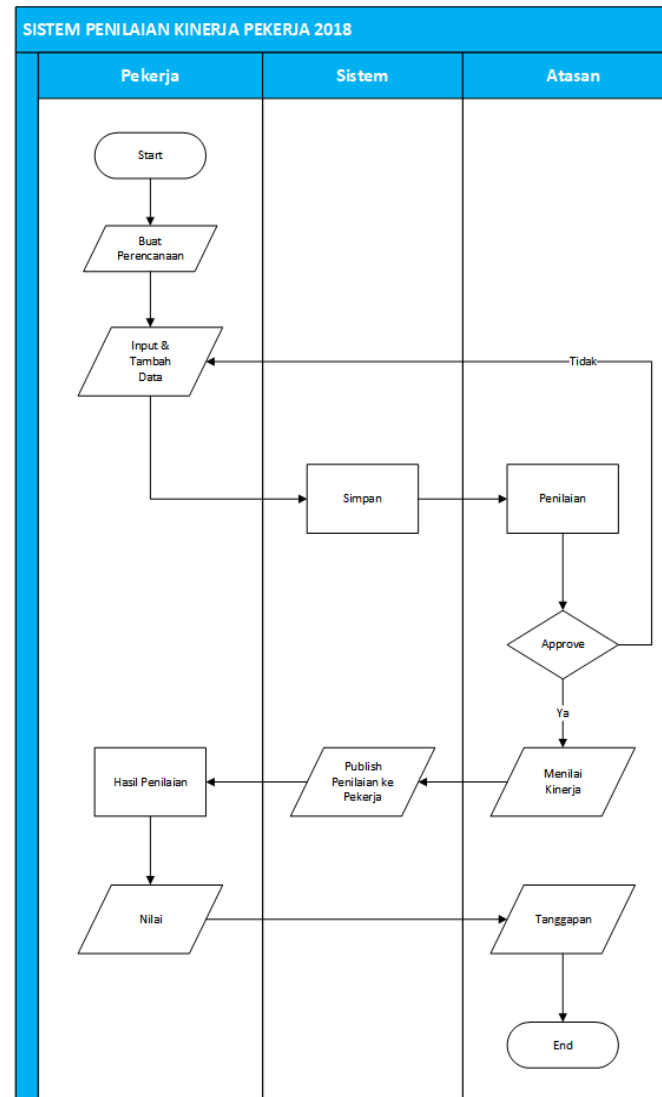 SISTEM PENILAIAN KINERJA PEKERJA 2018
Pekerja
Sistem
Atasan
Start
Buat
Perencanaan
Input &
Tambah
Data
Tidak
Simpan
Penilaian
Approve
Ya
Hasil Penilaian
Publish
Penilaian ke
Pekerja
Menilai
Kinerja
Nilai
Tanggapan
End